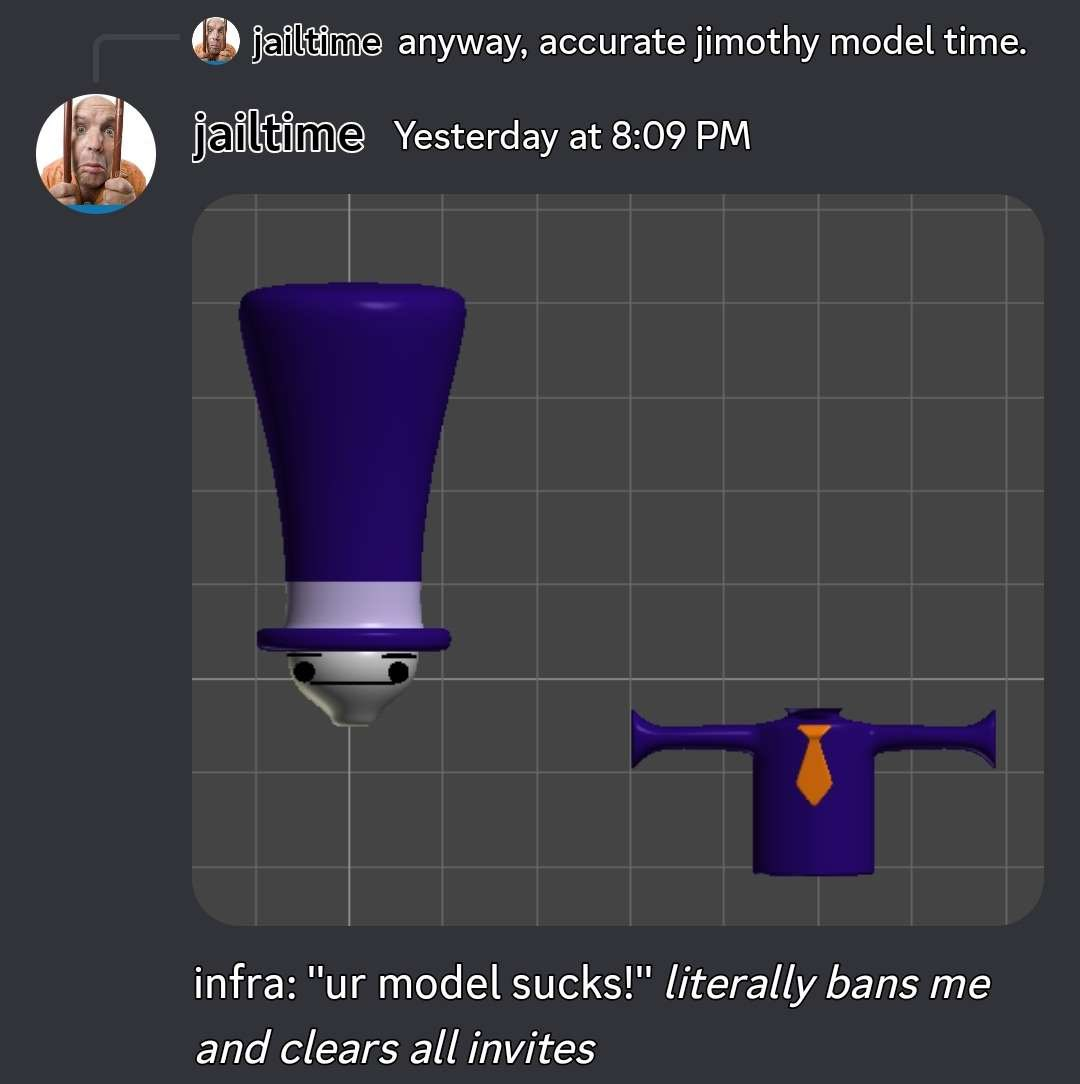 jailtime anyway, accurate jimothy model time.
jailtime Yesterday at 8:09 PM
infra: "ur model sucks!" literally bans me
and clears all invites